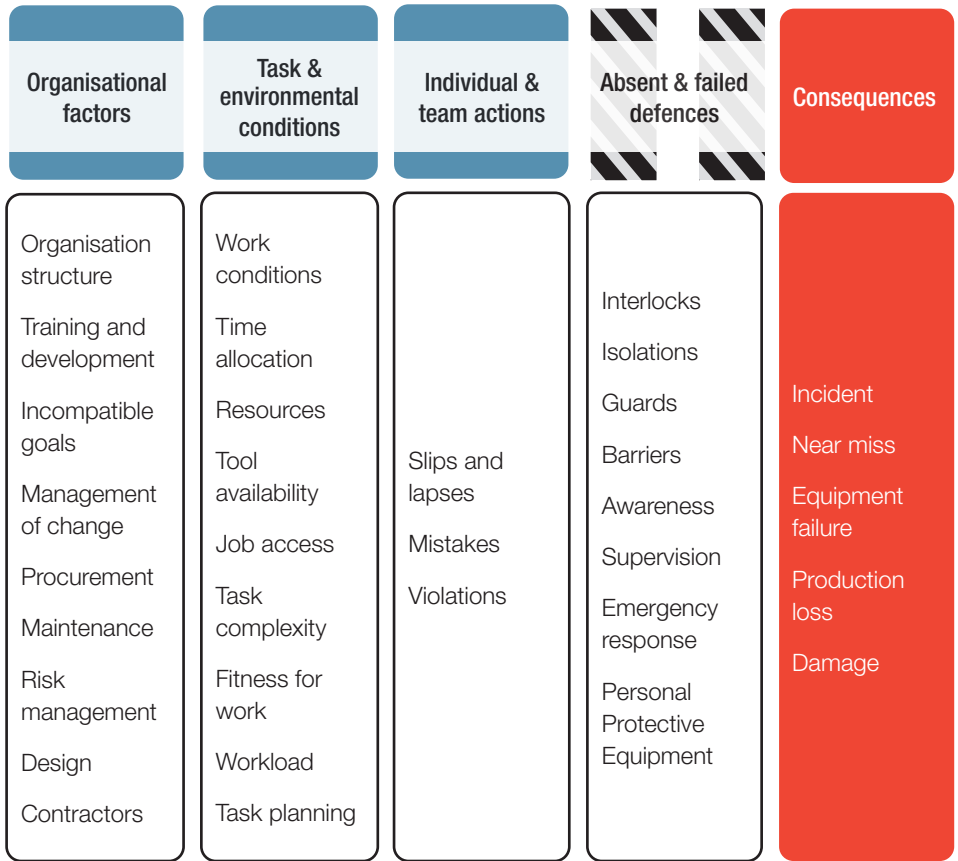 Organisational
factors
Task &
environmental
conditions
Individual &
team actions
Absent & failed
defences
Consequences
Organisation
structure
Training and
development
Incompatible
goals
Management
of change
Procurement
Maintenance
Risk
management
Design
Contractors
Work
conditions
Time
allocation
Resources
Tool
availability
Job access
Task
complexity
Fitness for
work
Workload
Task planning
Slips and
lapses
Mistakes
Violations
Interlocks
Isolations
Guards
Barriers
Awareness
Supervision
Emergency
response
Personal
Protective
Equipment
Incident
Near miss
Equipment
failure
Production
loss
Damage